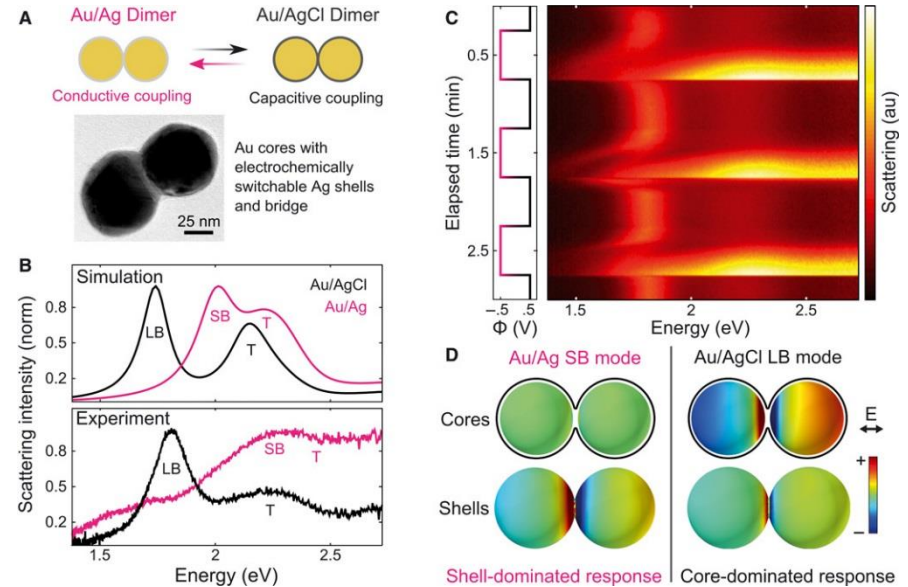 A
Au/Ag Dimer
Au/AgCl Dimer
Conductive coupling
Capacitive coupling
Au cores with
electrochemically
switchable Ag shells
and bridge
25 nm
B
Simulation
Au/AgCl
Au/Ag
LB
SB
T
T
0.8
0.5
0.2
Experiment
LB
SB
T
T
0.8
0.5
0.2
Scattering intensity (norm)
1.5
2
2.5
Energy (eV)
C
Elapsed time (min)
0.5
1.5
2.5
−.5
.5
Φ (V)
1.5
2
2.5
Energy (eV)
Scattering (au)
D
Au/Ag SB mode
Au/AgCl LB mode
Cores
E
+
−
Shells
Shell-dominated response
Core-dominated response